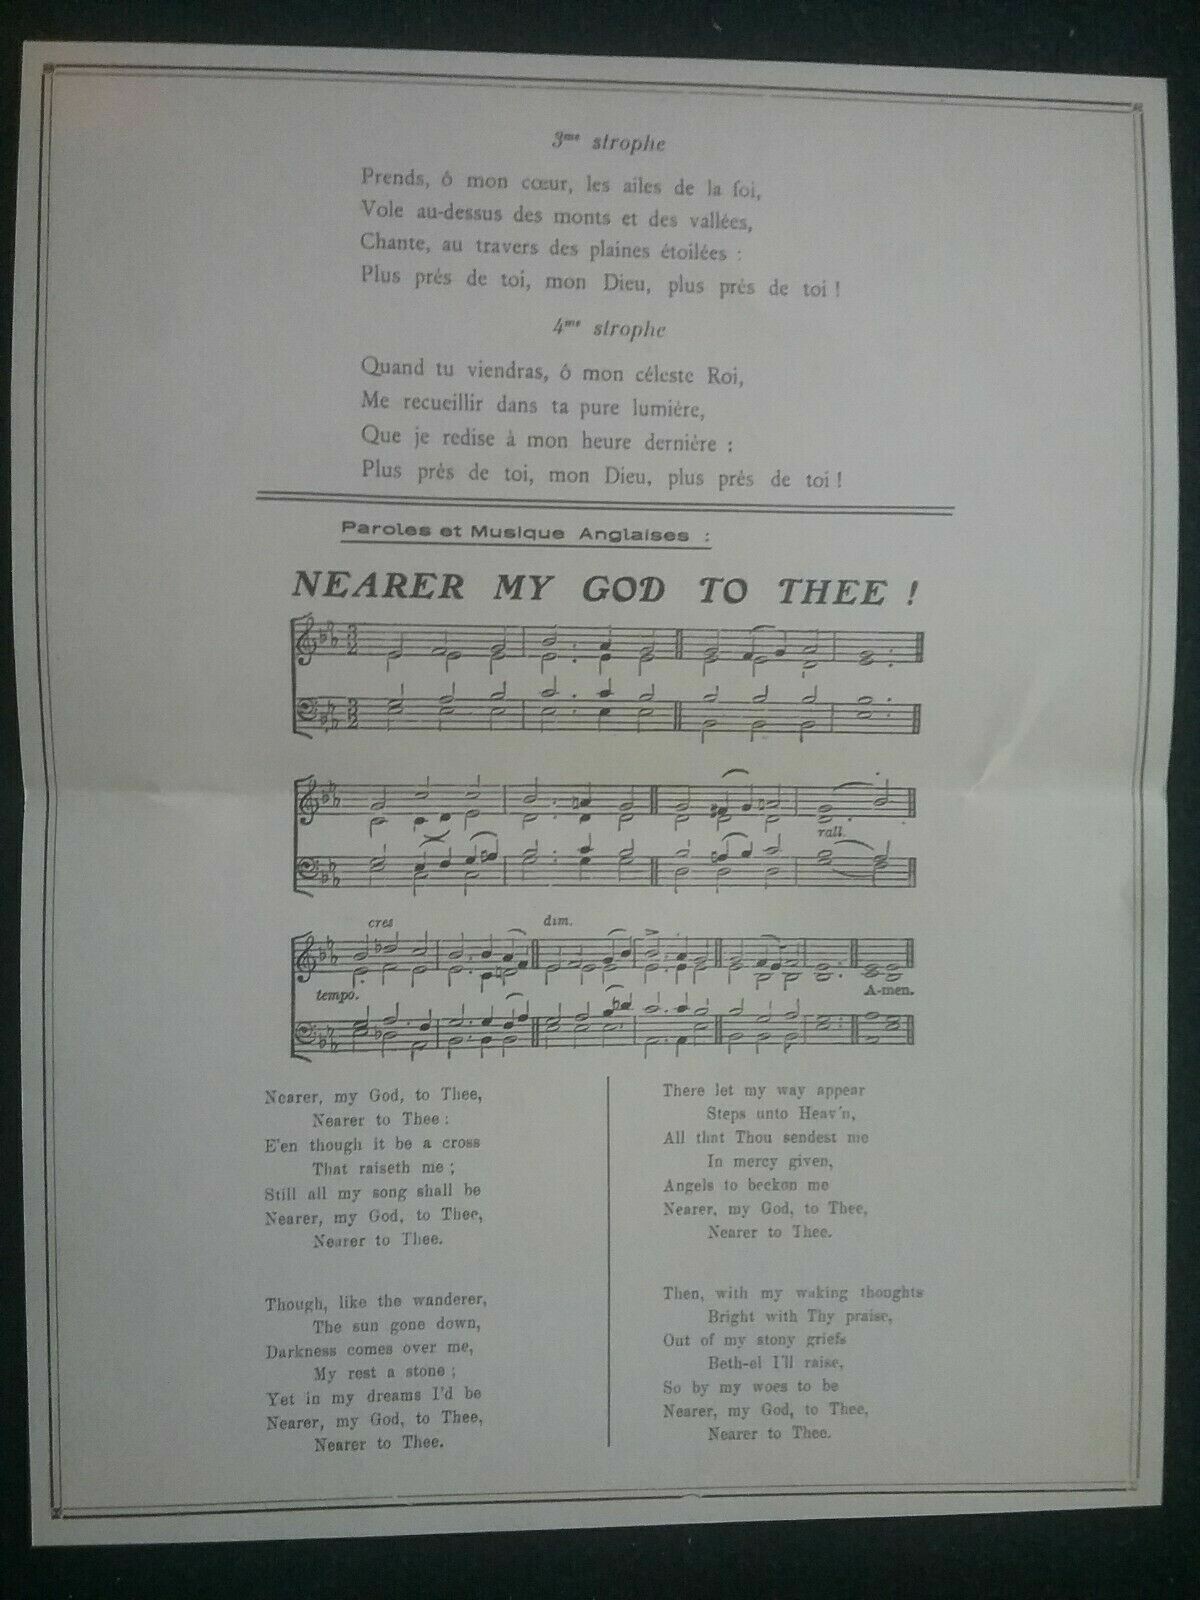 3me strophe
Prends, ô mon cœur, les ailes de la foi,
Vole au-dessus des monts et des vallées,
Chante, au travers des plaines étoilées :
Plus prés de toi, mon Dieu, plus prés de toi !
4me strophe
Quand tu viendras, ô mon céleste Roi,
Me recueillir dans ta pure lumière,
Que je redise à mon heure dernière ;
Plus prés de toi, mon Dieu, plus prés de toi !
Paroles et Musique Anglaises :
NEARER MY GOD TO THEE !
rall.
cres dim.
tempo. A-men.
Nearer, my God, to Thee,
Nearer to Thee :
E'en though it be a cross
That raiseth me ;
Still all my song shall be
Nearer, my God, to Thee,
Nearer to Thee.
Though, like the wanderer,
The sun gone down,
Darkness comes over me,
My rest a stone ;
Yet in my dreams I'd be
Nearer, my God, to Thee,
Nearer to Thee.
There let my way appear
Steps unto Heav'n,
All that Thou sendest me
In mercy given,
Angels to beckon me
Nearer, my God, to Thee,
Nearer to Thee.
Then, with my waking thoughts
Bright with Thy praise,
Out of my stony griefs
Beth-el I'll raise,
So by my woes to be
Nearer, my God, to Thee,
Nearer to Thee.